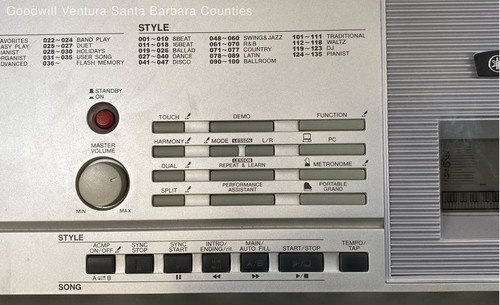 Goodwill Ventura Santa Barbara Counties
STYLE
AVORITES 022~024 BAND PLAY
ASY PLAY 025~027 DUET
IANIST 028~030 HOLIDAYS
RGANIST 031~035 USER SONG
DVANCED 036~ FLASH MEMORY
001~010 8BEAT 048~060 SWING&JAZZ 101~111 TRADITIONAL
011~018 16BEAT 061~070 R&B 112~118 WALTZ
019~026 BALLAD 071~077 COUNTRY 119~123 DJ
027~040 DANCE 078~089 LATIN 124~135 PIANIST
041~047 DISCO 090~100 BALLROOM
STANDBY
ON
TOUCH DEMO FUNCTION
HARMONY MODE LESSON L/R PC
MASTER
VOLUME
LESSON
DUAL REPEAT & LEARN METRONOME
SPLIT PERFORMANCE
ASSISTANT PORTABLE
GRAND
MIN MAX
STYLE
ACMP
ON/OFF SYNC
STOP SYNC
START INTRO/
ENDING/rit. MAIN/
AUTO FILL START/STOP TEMPO/
TAP
A B
SONG